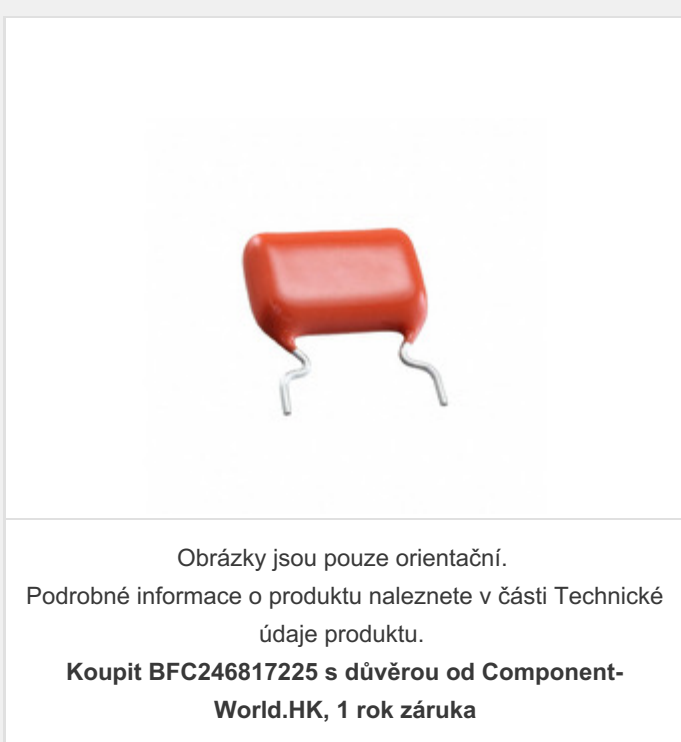 Obrázky jsou pouze orientační.
Podrobné informace o produktu naleznete v části Technické
údaje produktu.
Koupit BFC246817225 s důvěrou od Component-
World.HK, 1 rok záruka